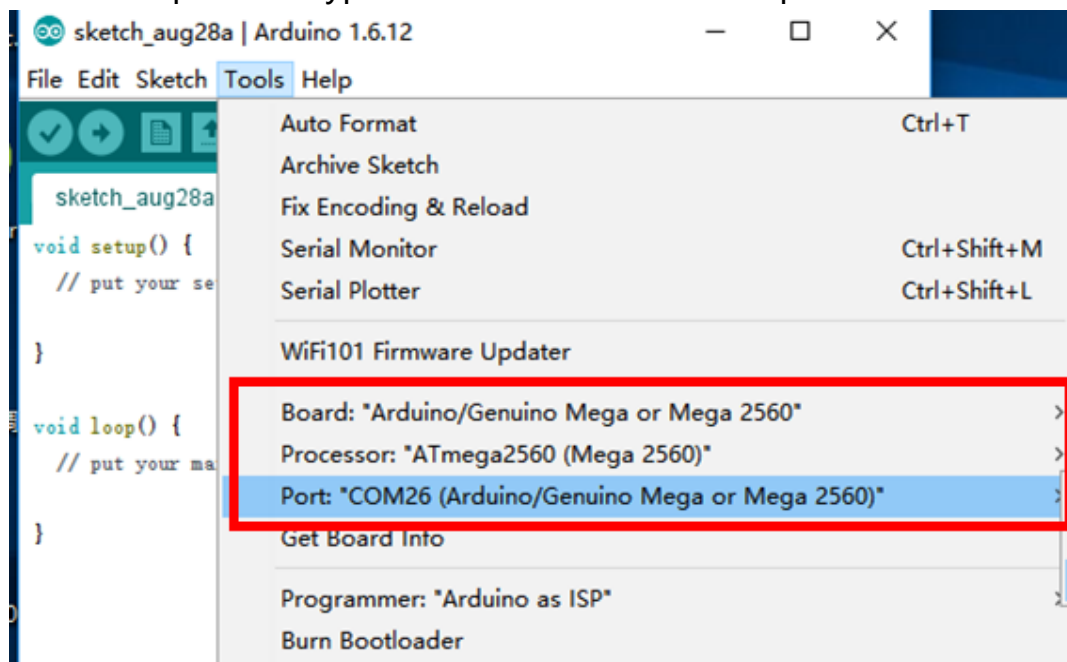 sketch_aug28a | Arduino 1.6.12
File Edit Sketch Tools Help
Auto Format Ctrl+T
Archive Sketch
sketch_aug28a
Fix Encoding & Reload
void setup() {
Serial Monitor Ctrl+Shift+M
// put your se
Serial Plotter Ctrl+Shift+L
}
WiFi101 Firmware Updater
Board: "Arduino/Genuino Mega or Mega 2560"
void loop() {
Processor: "ATmega2560 (Mega 2560)"
// put your ma
Port: "COM26 (Arduino/Genuino Mega or Mega 2560)"
}
Get Board Info
Programmer: "Arduino as ISP"
Burn Bootloader